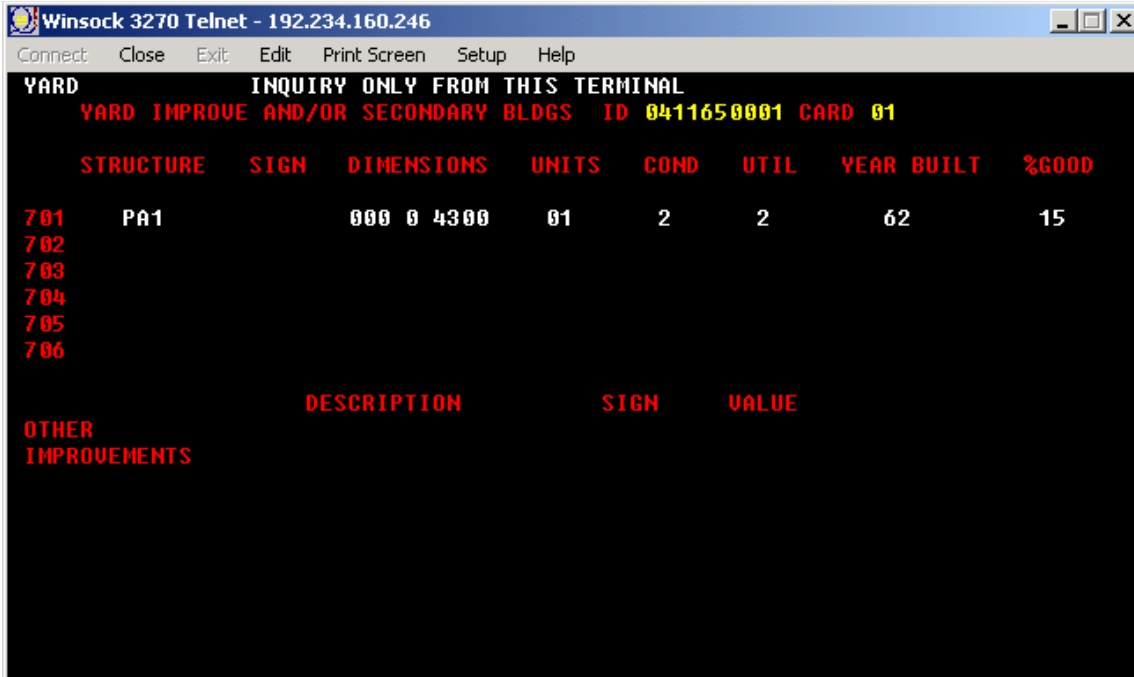 Winsock 3270 Telnet - 192.234.160.246
Connect Close Exit Edit Print Screen Setup Help
YARD INQUIRY ONLY FROM THIS TERMINAL
YARD IMPROVE AND/OR SECONDARY BLDGS ID 0411650001 CARD 01
STRUCTURE SIGN DIMENSIONS UNITS COND UTIL YEAR BUILT %GOOD
701 PA1 000 0 4300 01 2 2 62 15
702
703
704
705
706
DESCRIPTION SIGN VALUE
OTHER
IMPROVEMENTS